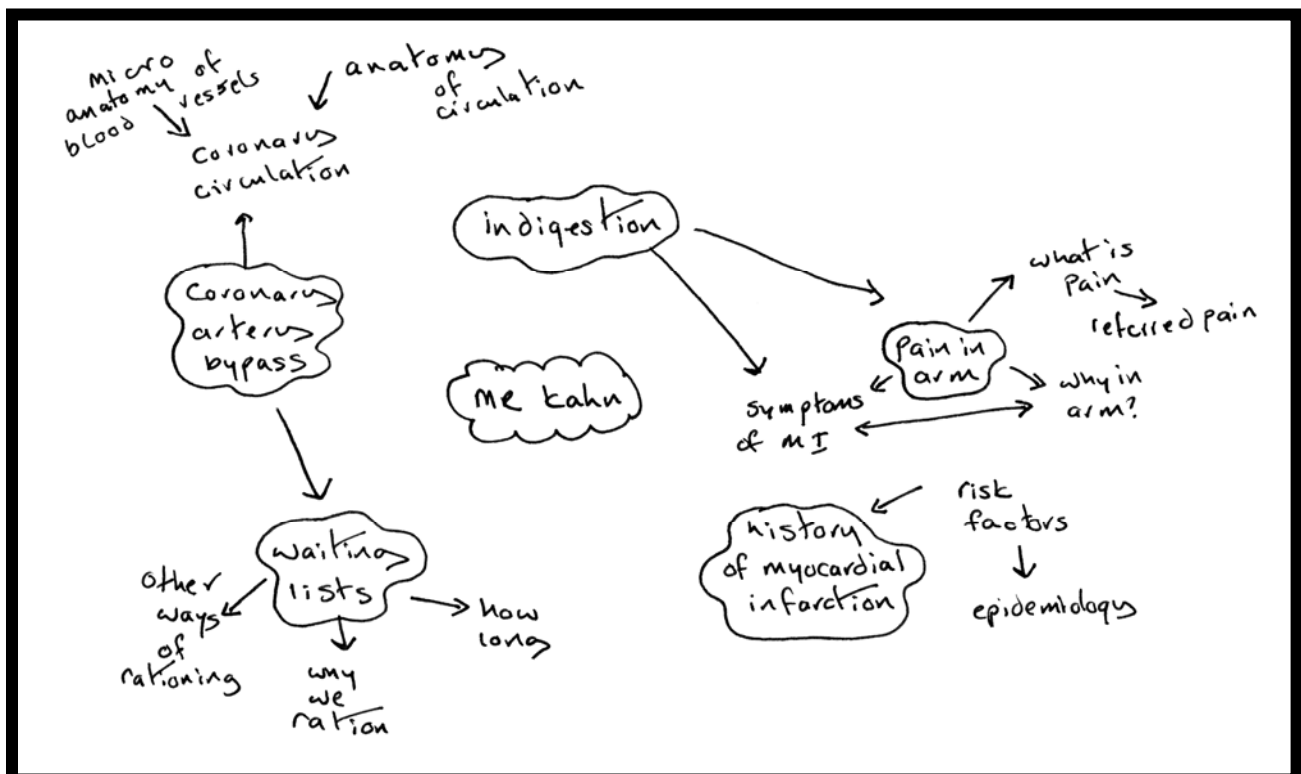 micro
anatomy of
blood vessels
anatomy
of
circulation
coronary
circulation
indigestion
coronary
artery
bypass
what is
pain
referred pain
pain in
arm
why in
arm?
symptoms
of MI
Mr Kahn
risk
factors
history
of myocardial
infarction
epidemiology
waiting
lists
other
ways
of
rationing
how
long
why
we
ration